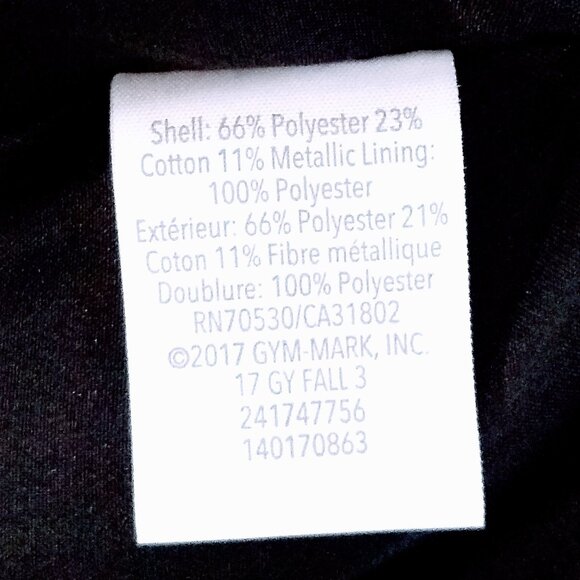 Shell: 66% Polyester 23%
Cotton 11% Metallic Lining:
100% Polyester
Extérieur: 66% Polyester 21%
Coton 11% Fibre métallique
Doublure: 100% Polyester
RN70530/CA31802
©2017 GYM-MARK, INC.
17 GY FALL 3
241747756
140170863